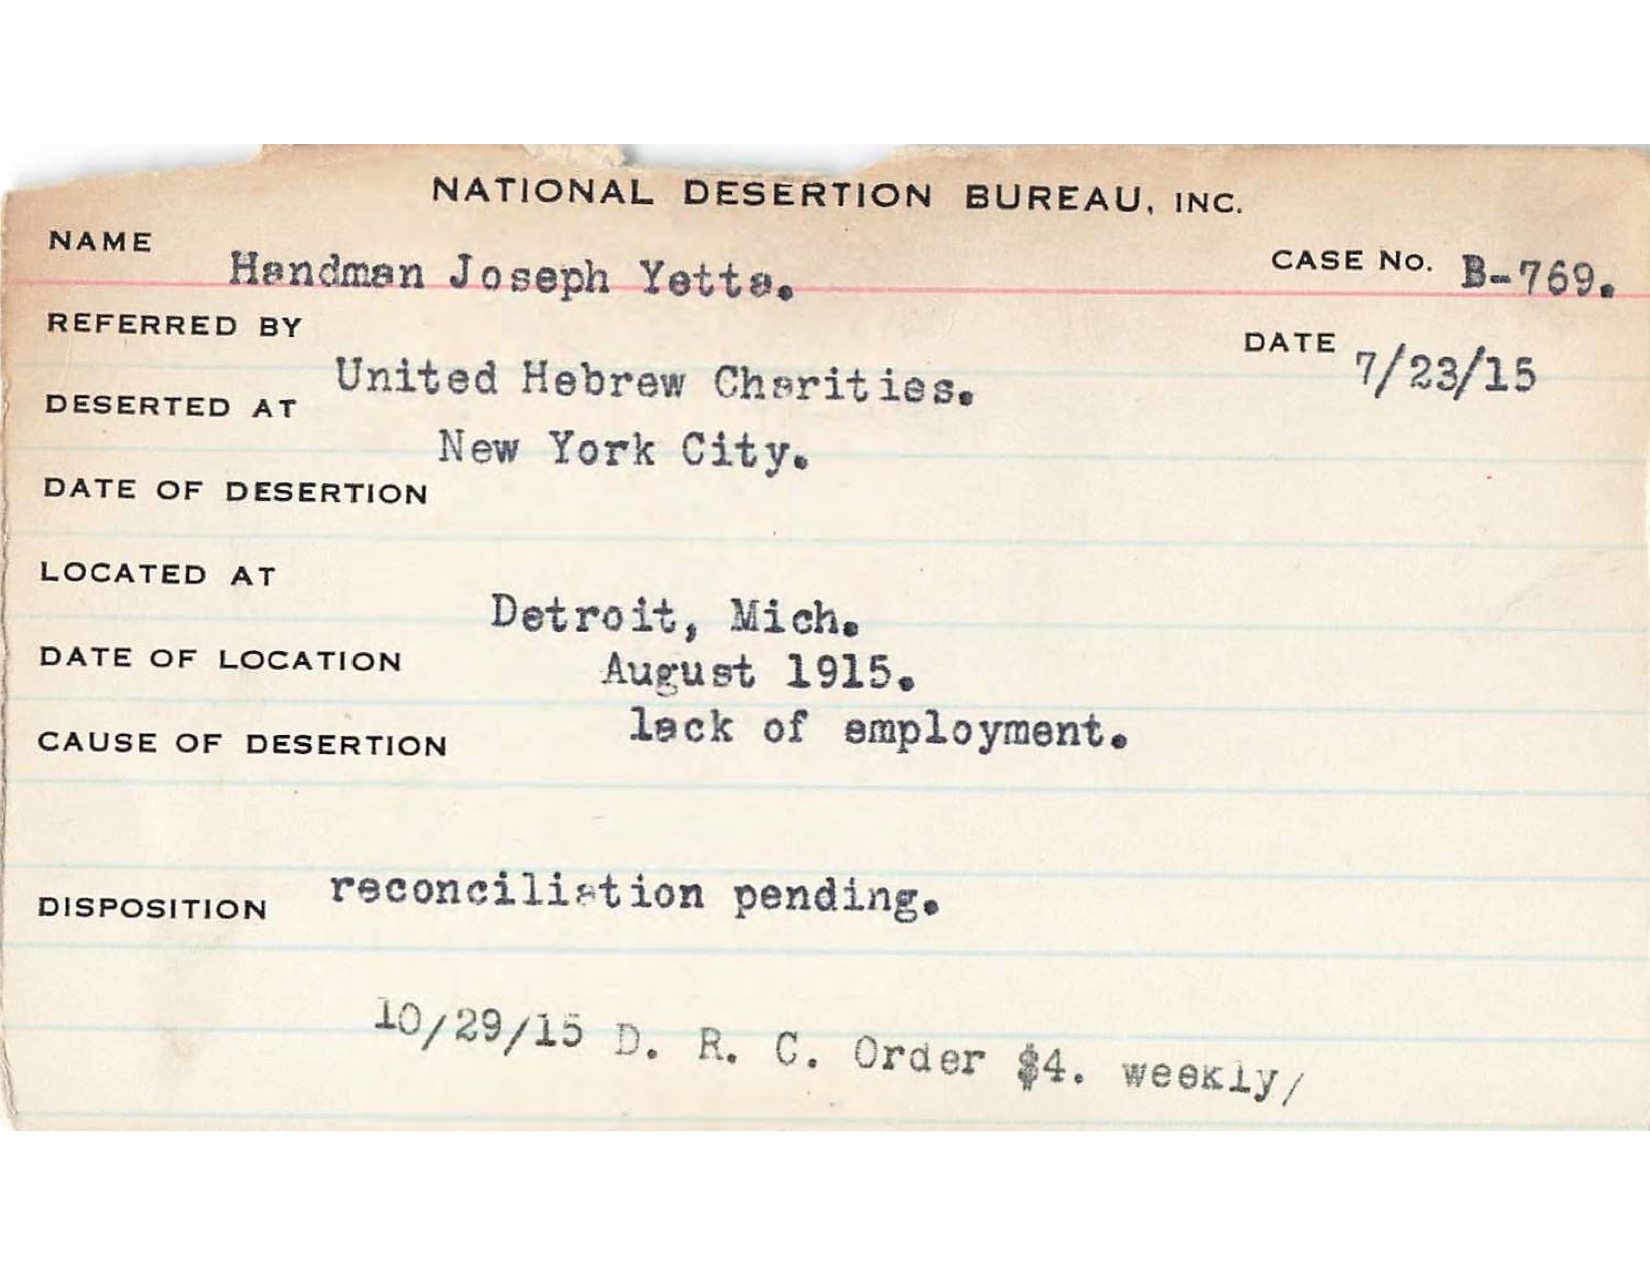 NATIONAL DESERTION BUREAU, INC.
NAME Handman Joseph Yetta. CASE No. B-769.
REFERRED BY United Hebrew Charities. DATE 7/23/15
DESERTED AT New York City.
DATE OF DESERTION
LOCATED AT Detroit, Mich.
DATE OF LOCATION August 1915.
CAUSE OF DESERTION lack of employment.
DISPOSITION reconciliation pending.
10/29/15 D. R. C. Order $4. weekly/